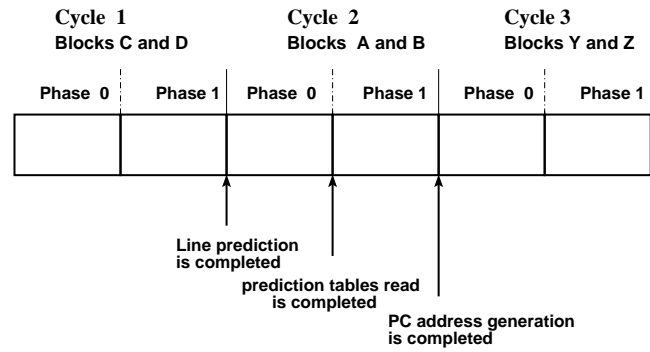 Cycle 1
Cycle 2
Cycle 3
Blocks C and D
Blocks A and B
Blocks Y and Z
Phase 0
Phase 1
Phase 0
Phase 1
Phase 0
Phase 1
Line prediction
is completed
prediction tables read
is completed
PC address generation
is completed